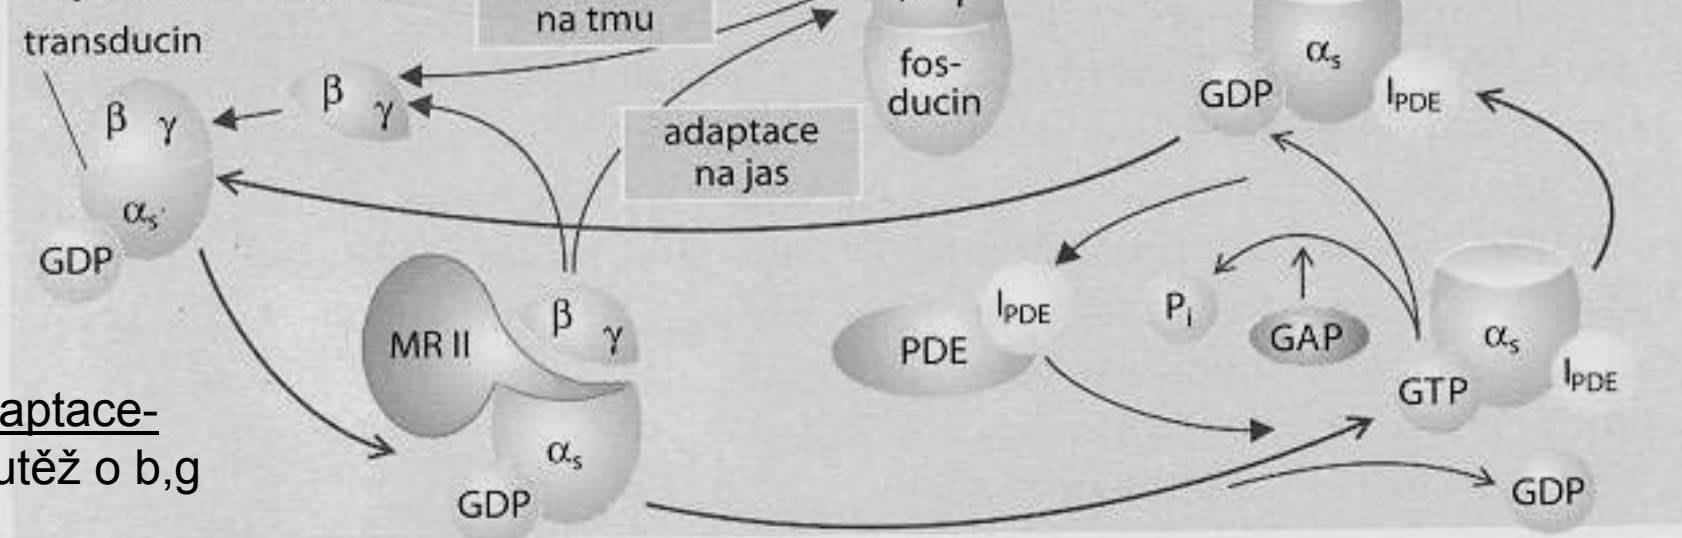 na tmu
transducin
β γ
αs
GDP
β γ
adaptace
na jas
fos-
ducin
αs
GDP
IPDE
MR II
β γ
αs
GDP
PDE
IPDE
Pi
GAP
αs
GTP
IPDE
GDP
aptace-
utěž o b,g